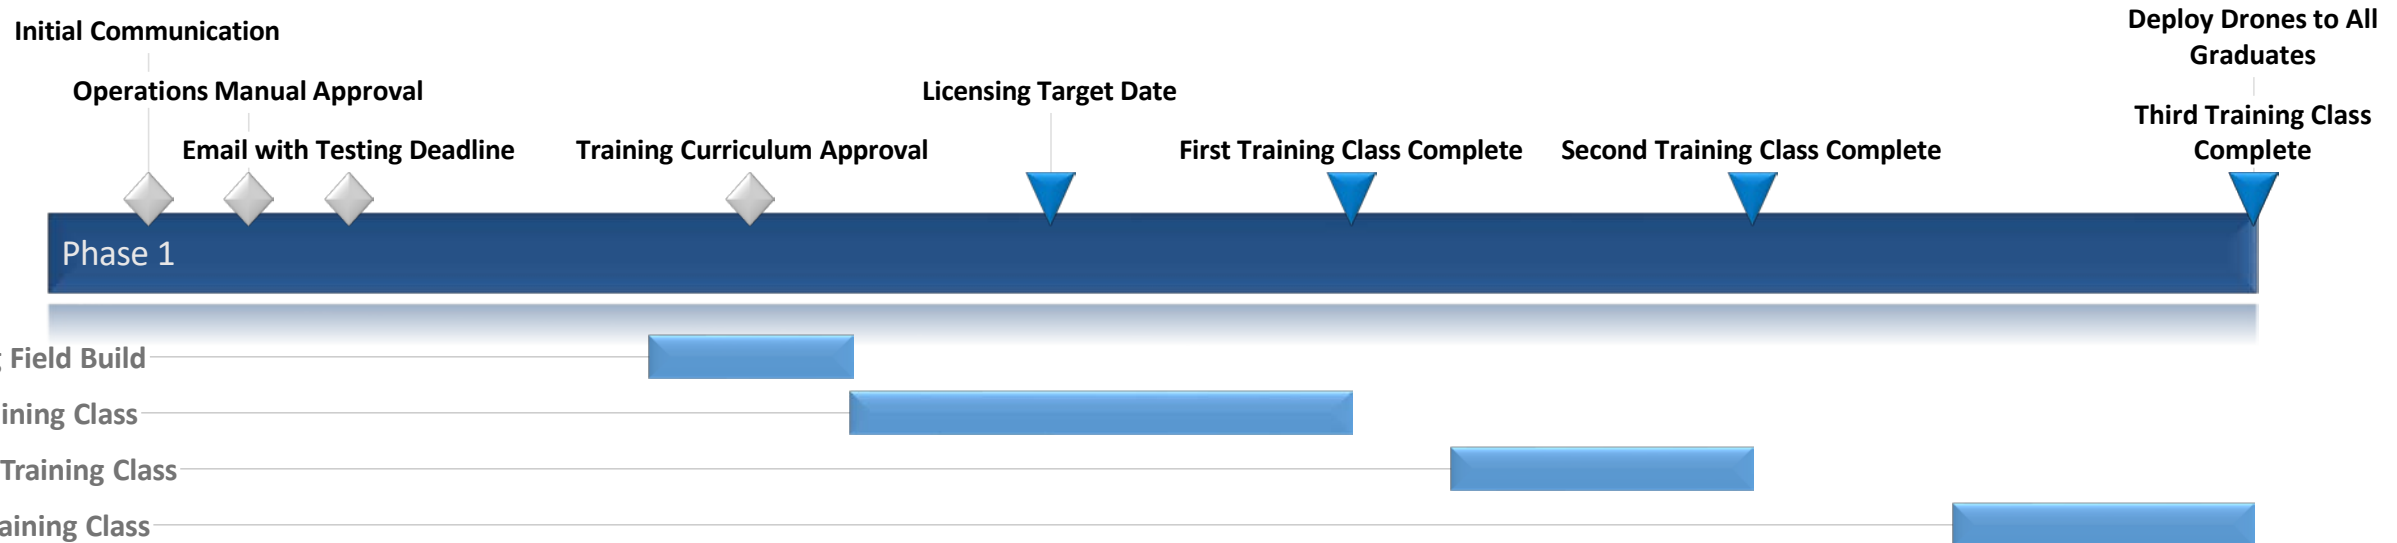 Initial Communication
Deploy Drones to All
Graduates
Operations Manual Approval
Licensing Target Date
Third Training Class
Complete
Email with Testing Deadline
Training Curriculum Approval
First Training Class Complete
Second Training Class Complete
Phase 1
Field Build
Class
Training Class
Class